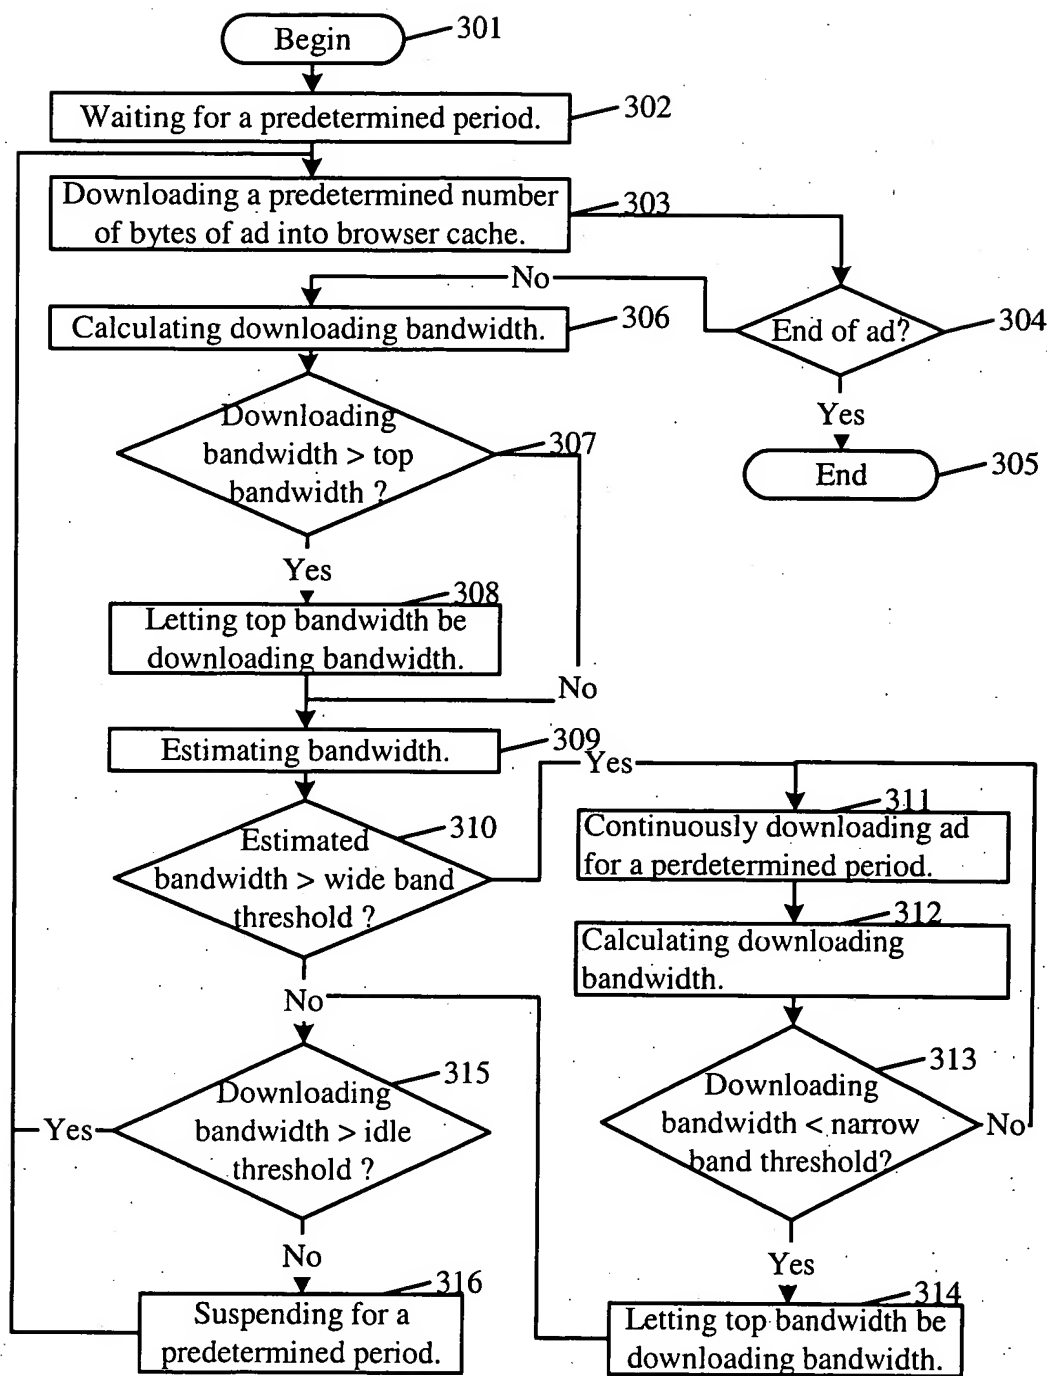 Begin
301
Waiting for a predetermined period.
302
Downloading a predetermined number
of bytes of ad into browser cache.
303
No
Calculating downloading bandwidth.
306
End of ad?
304
Yes
End
305
Downloading
bandwidth > top
bandwidth ?
307
Yes
308
Letting top bandwidth be
downloading bandwidth.
No
Estimating bandwidth.
309
Yes
Estimated
bandwidth > wide band
threshold ?
310
311
Continuously downloading ad
for a perdetermined period.
312
Calculating downloading
bandwidth.
No
Downloading
bandwidth > idle
threshold ?
315
Yes
Downloading
bandwidth < narrow
band threshold?
313
No
No
316
Suspending for a
predetermined period.
Yes
314
Letting top bandwidth be
downloading bandwidth.